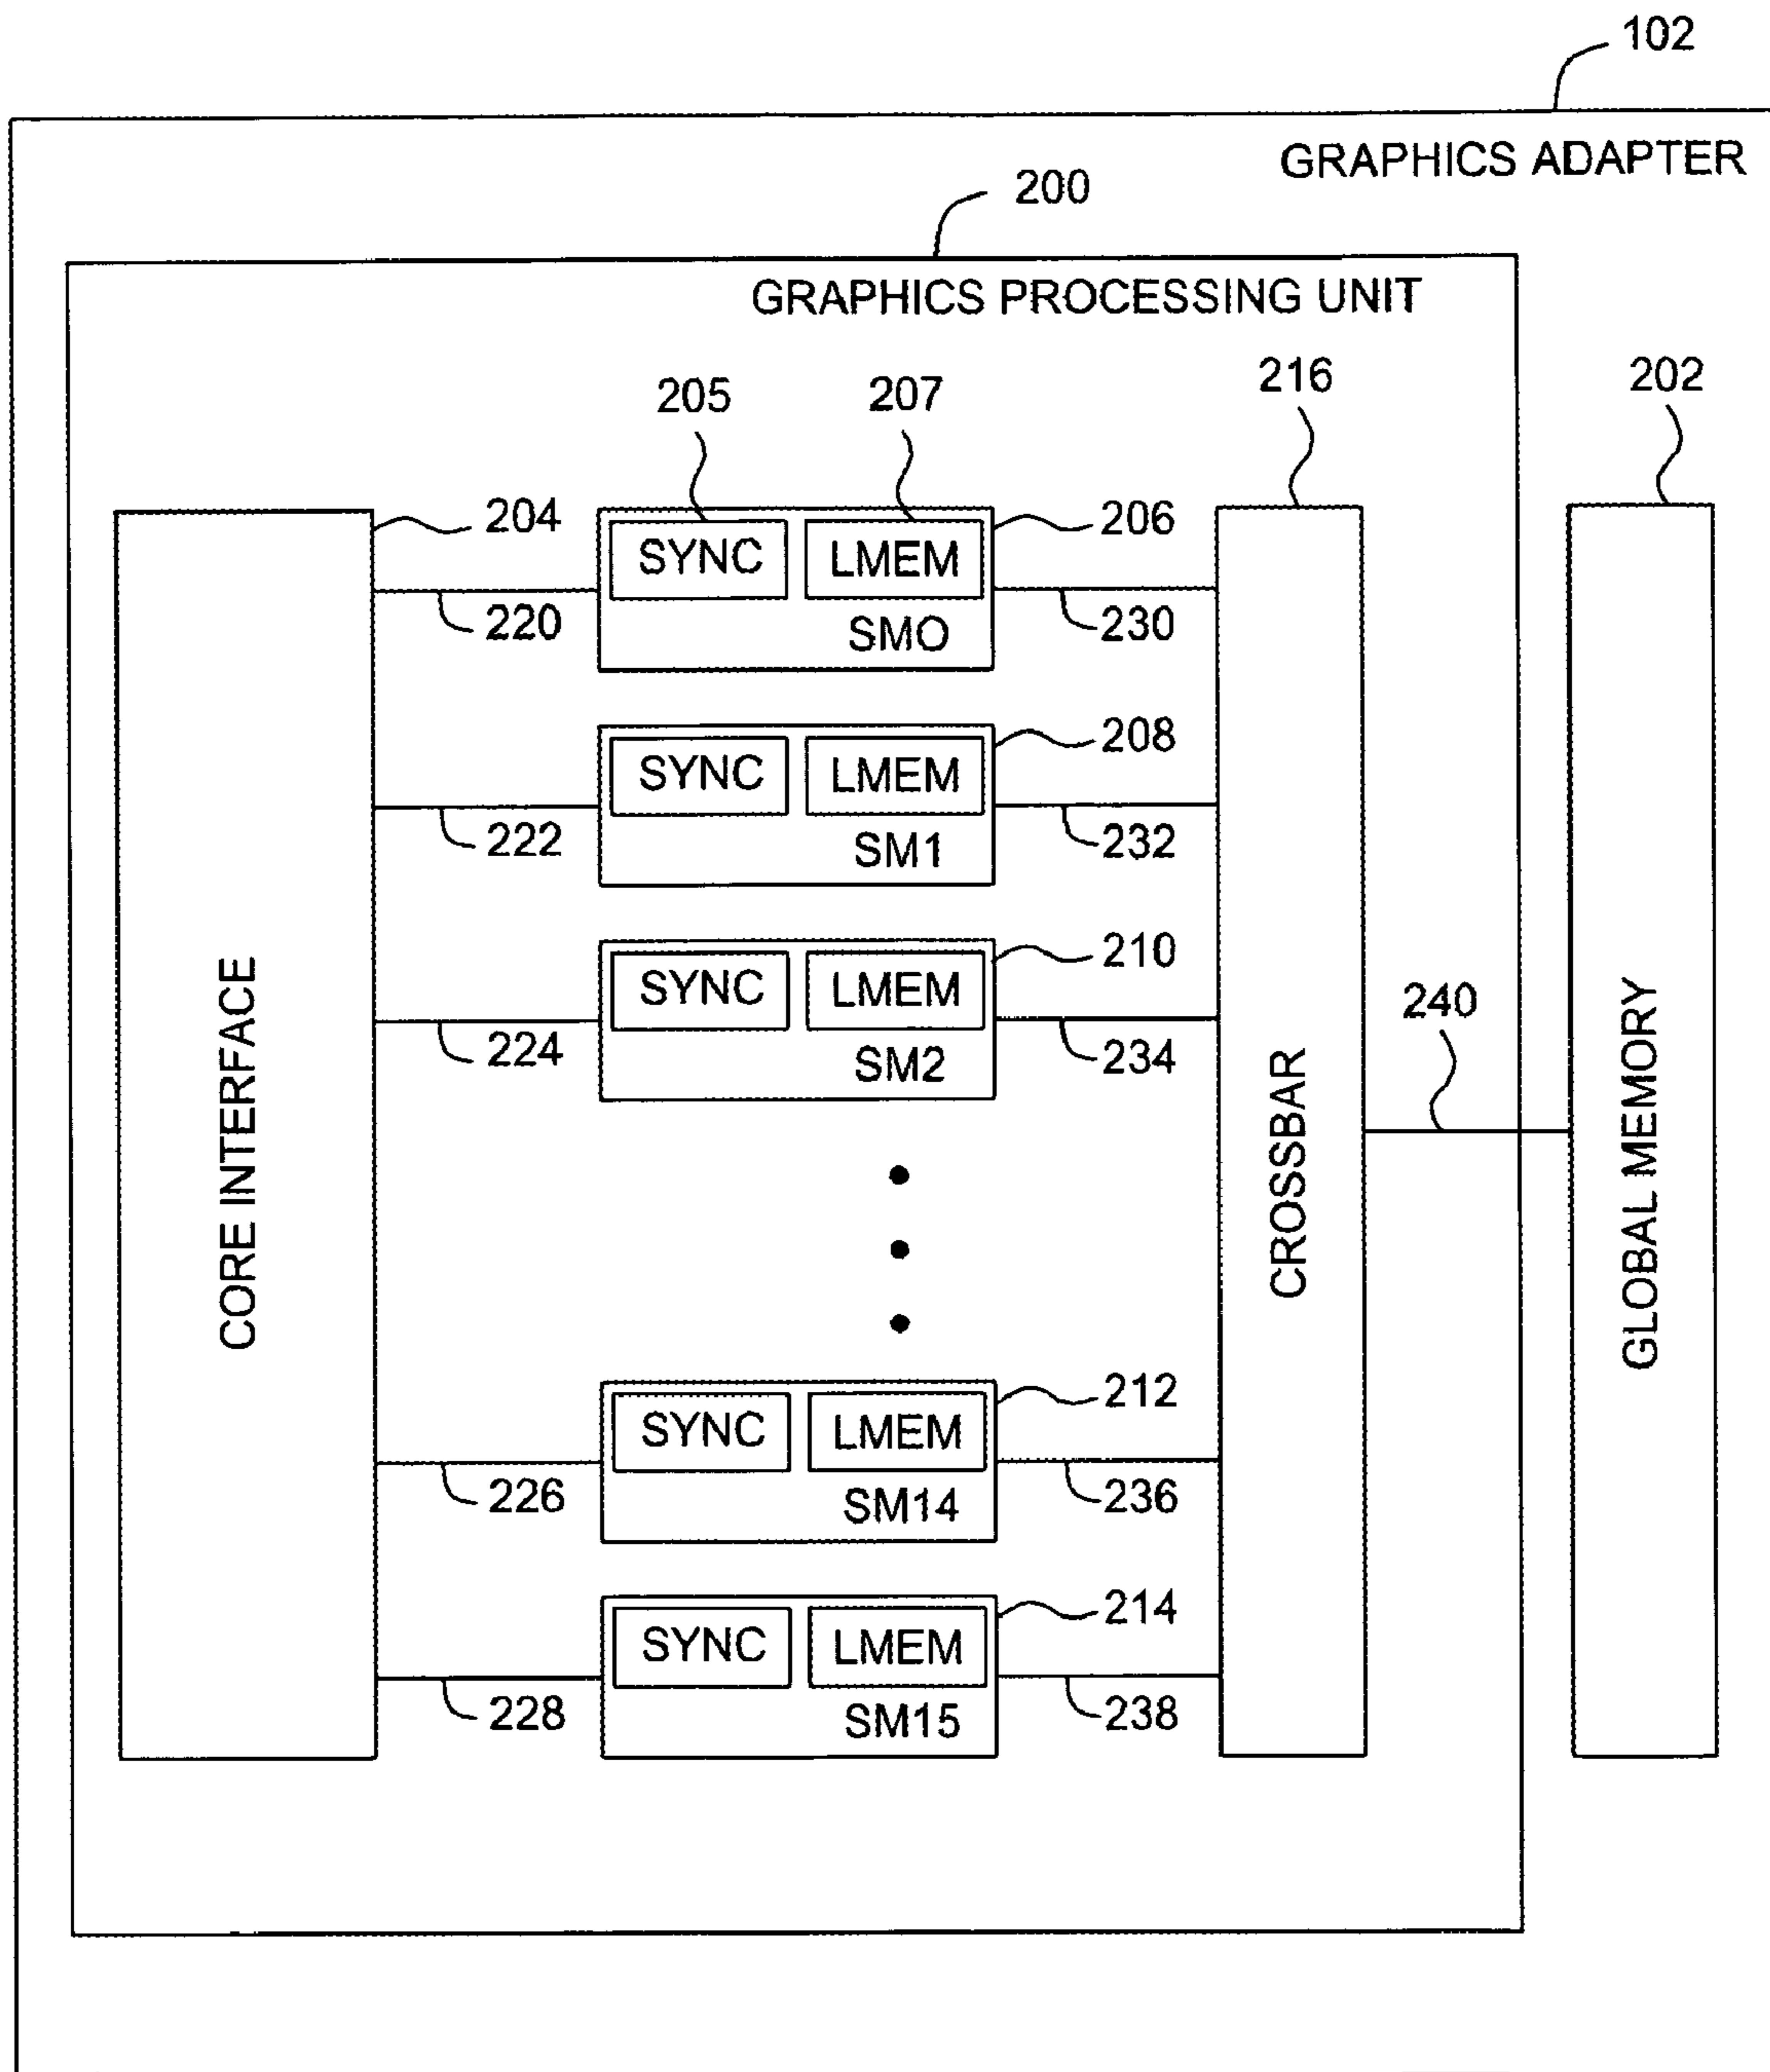 102
GRAPHICS ADAPTER
200
GRAPHICS PROCESSING UNIT
205
207
216
202
204
SYNC
LMEM
206
220
SMO
230
SYNC
LMEM
208
222
SM1
232
SYNC
LMEM
210
224
SM2
234
240
CORE INTERFACE
CROSSBAR
GLOBAL MEMORY
SYNC
LMEM
212
226
SM14
236
SYNC
LMEM
214
228
SM15
238